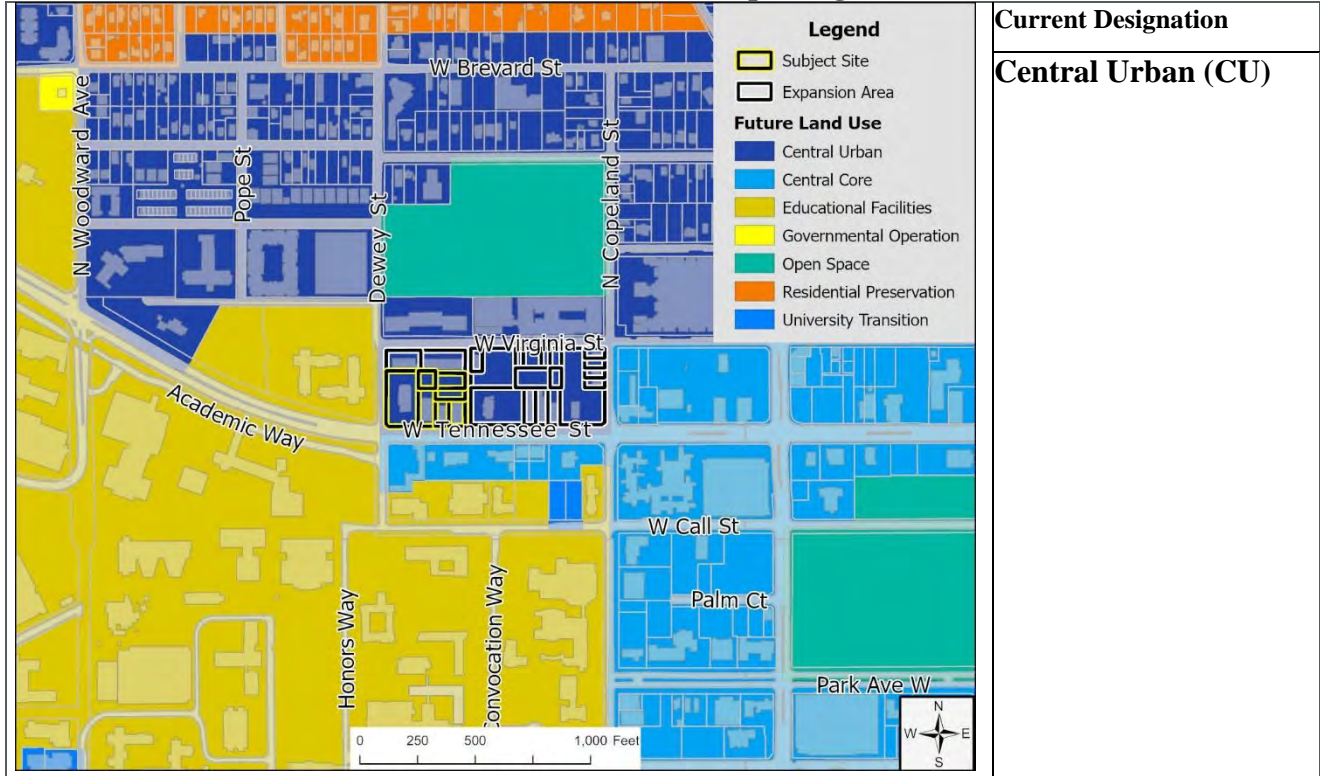 Legend
Subject Site
Expansion Area
Future Land Use
Central Urban
Central Core
Educational Facilities
Governmental Operation
Open Space
Residential Preservation
University Transition
W Brevard St
N Woodward Ave
Pope St
Dewey St
N Copeland St
W Virginia St
Academic Way
W Tennessee St
W Call St
Honors Way
Convocation Way
Palm Ct
Park Ave W
0 250 500 1,000 Feet
N
W E
S
Current Designation
Central Urban (CU)